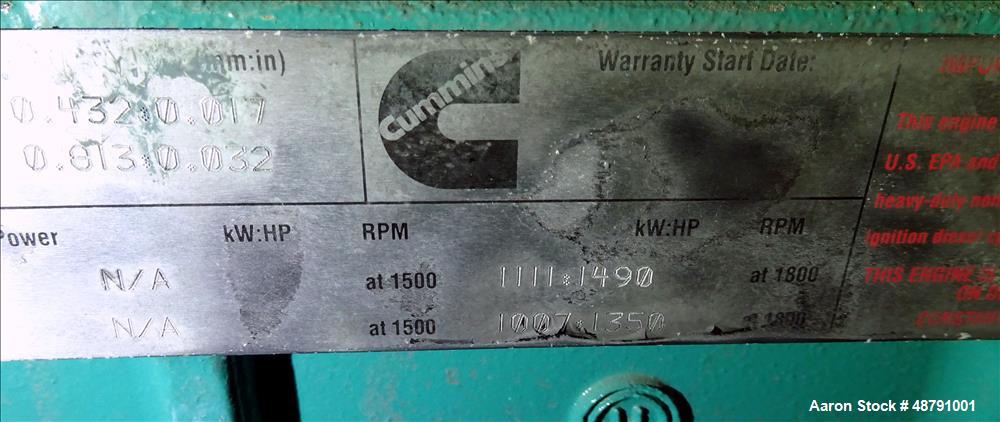 mm:in)
0.432:0.017
0.813:0.032
Cummins
Warranty Start Date:
This engine
U.S. EPA and
heavy-duty non
ignition diesel
THIS ENGINE
Power kW:HP RPM kW:HP RPM
N/A at 1500 1111:1490 at 1800
N/A at 1500 1007:1350 at 1800
Aaron Stock # 48791001